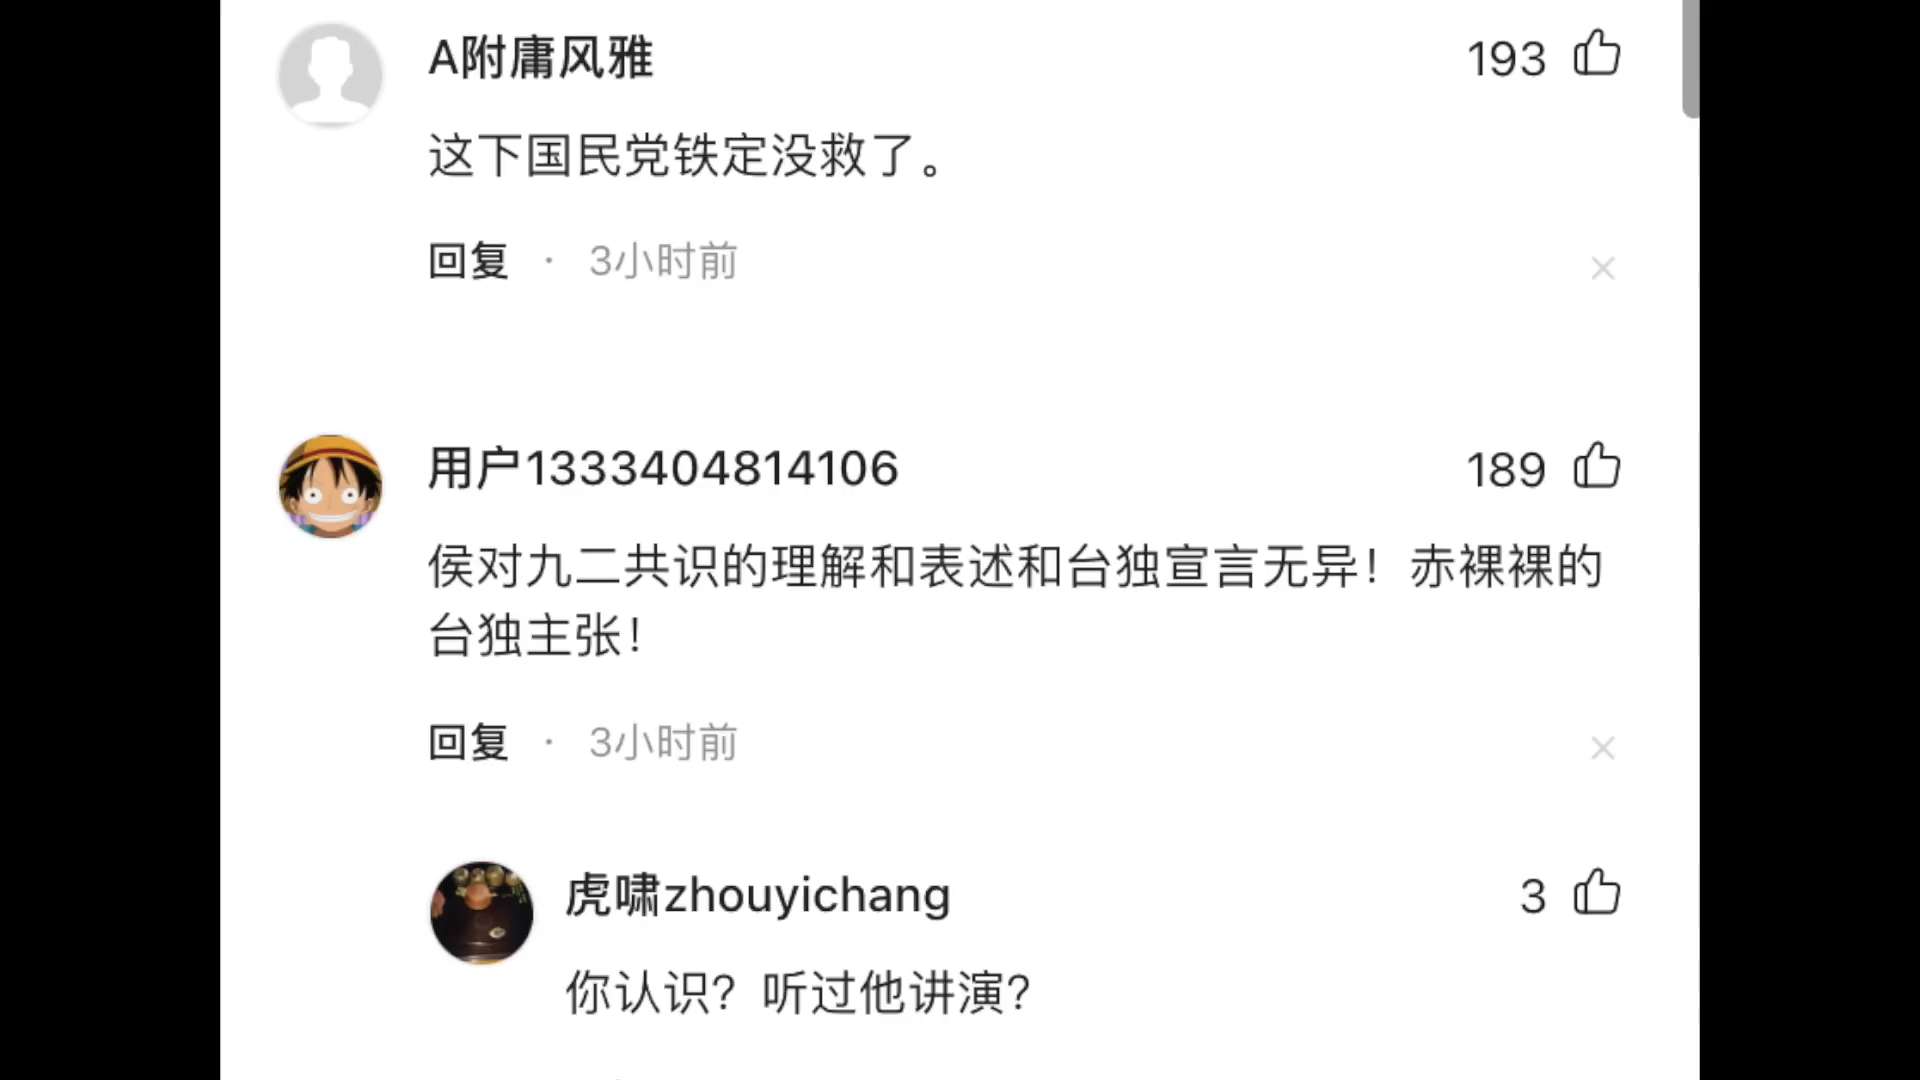 A附庸风雅
193
这下国民党铁定没救了。
回复 · 3小时前
用户1333404814106
189
侯对九二共识的理解和表述和台独宣言无异！赤裸裸的
台独主张！
回复 · 3小时前
虎啸zhouyichang
3
你认识？听过他讲演？